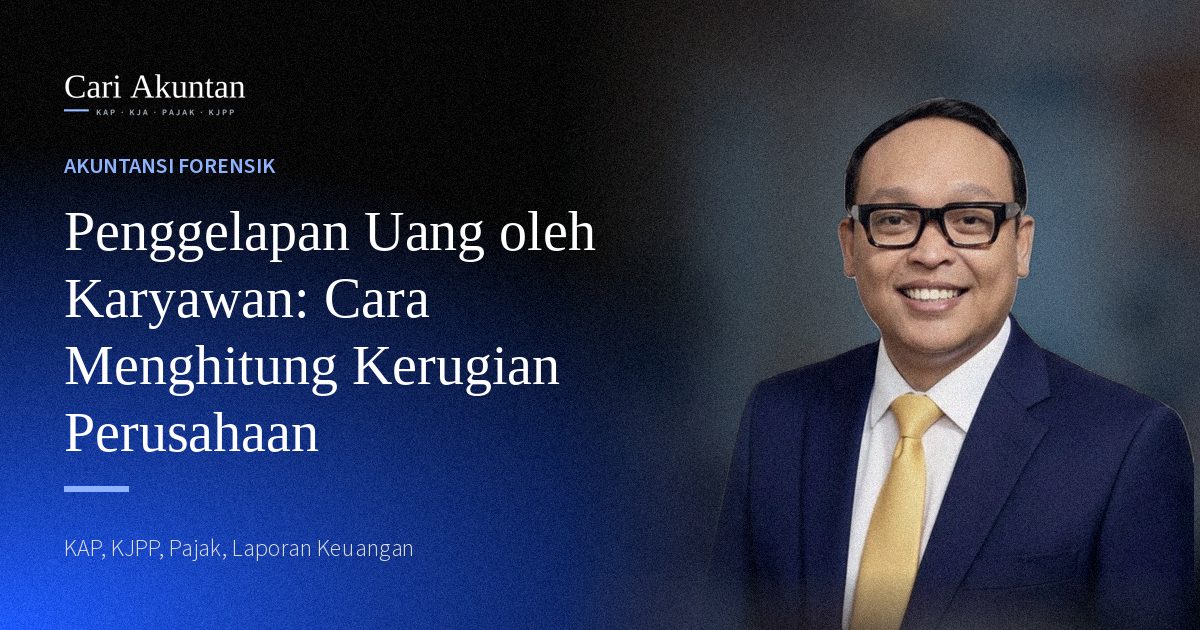 Cari Akuntan
KAP · KJA · PAJAK · KJPP
AKUNTANSI FORENSIK
Penggelapan Uang oleh
Karyawan: Cara
Menghitung Kerugian
Perusahaan
KAP, KJPP, Pajak, Laporan Keuangan